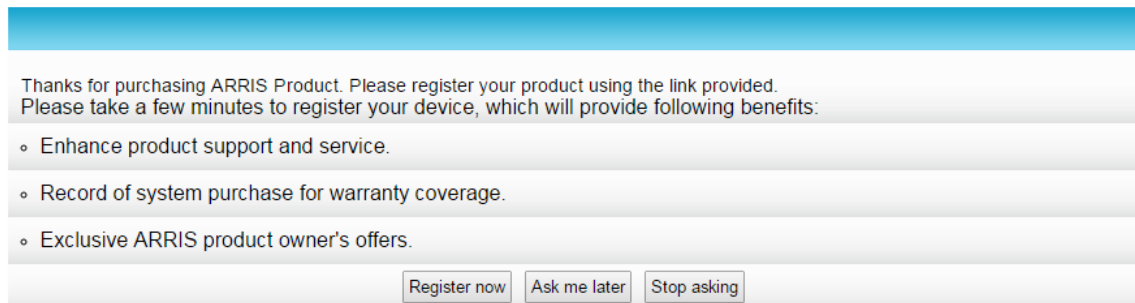 Thanks for purchasing ARRIS Product. Please register your product using the link provided.
Please take a few minutes to register your device, which will provide following benefits:
Enhance product support and service.
Record of system purchase for warranty coverage.
Exclusive ARRIS product owner's offers.
Register now Ask me later Stop asking